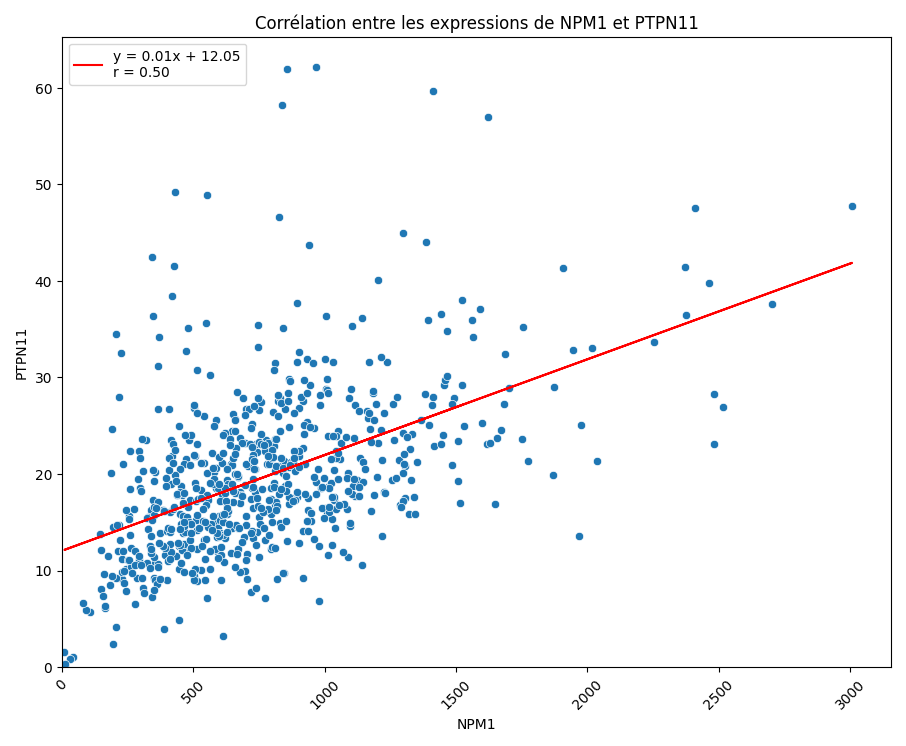 Corrélation entre les expressions de NPM1 et PTPN11
y = 0.01x + 12.05
r = 0.50
60
50
40
30
20
10
0
PTPN11
0
500
1000
1500
2000
2500
3000
NPM1